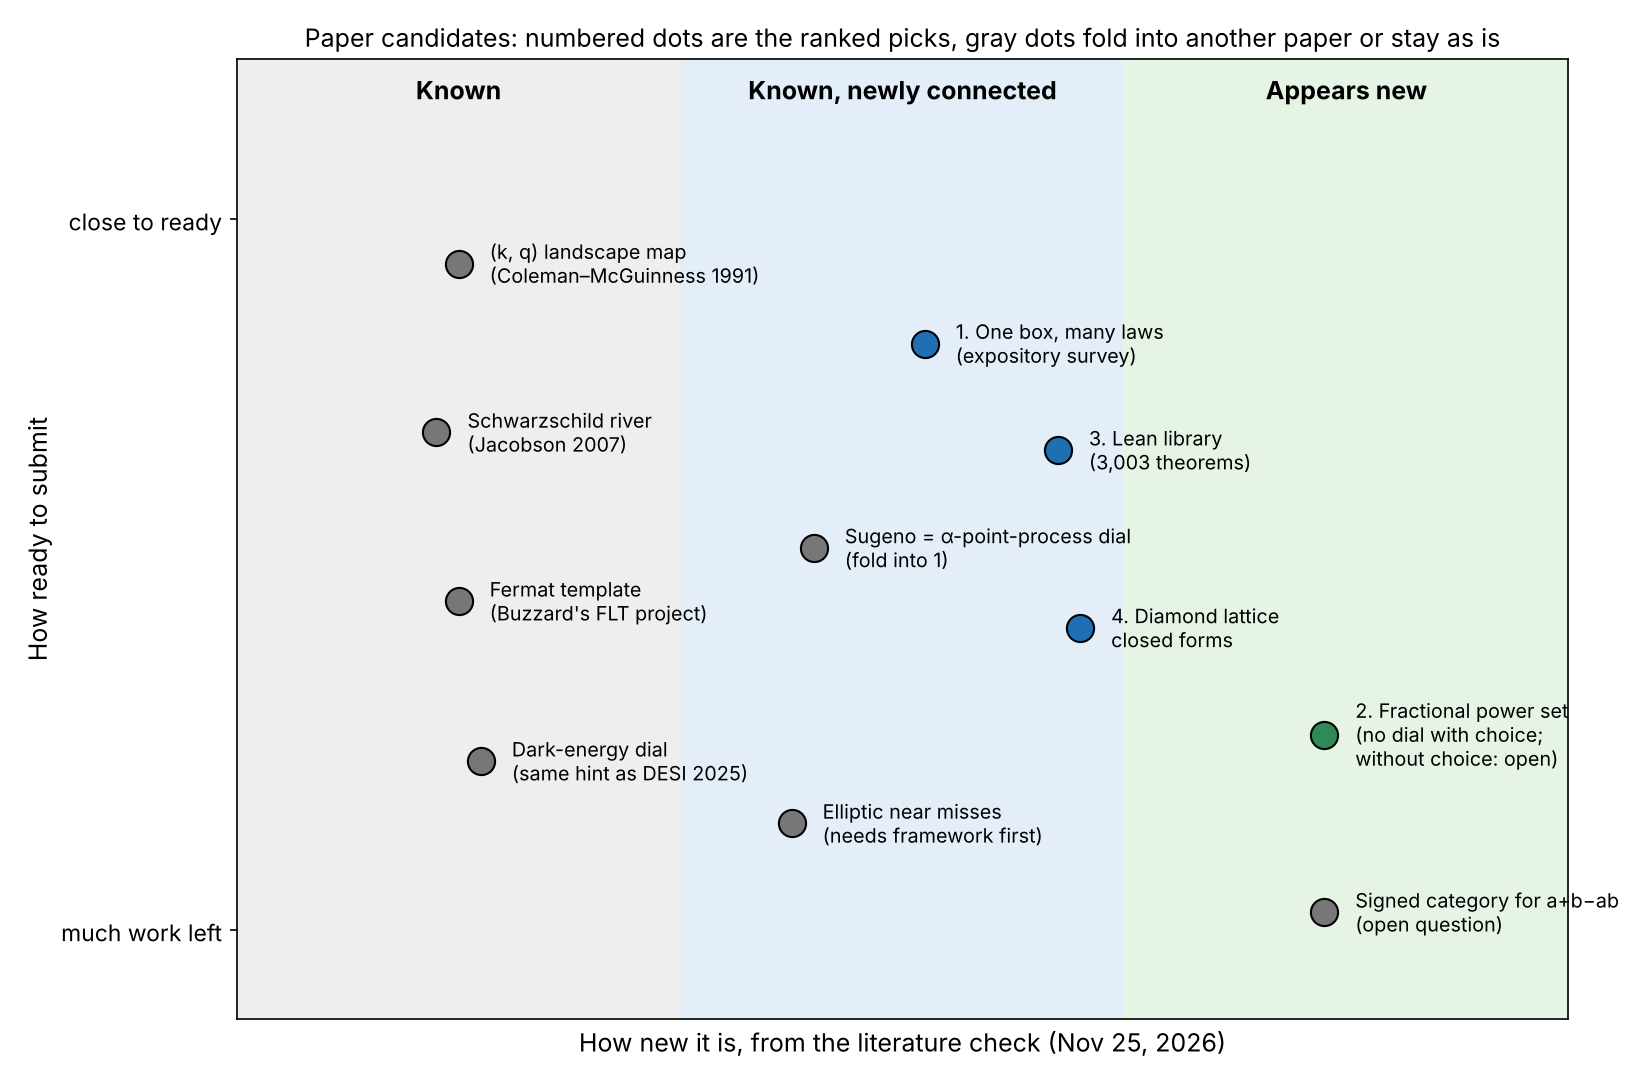 Paper candidates: numbered dots are the ranked picks, gray dots fold into another paper or stay as is
Known
Known, newly connected
Appears new
How ready to submit
close to ready
much work left
(k, q) landscape map
(Coleman–McGuinness 1991)
1. One box, many laws
(expository survey)
Schwarzschild river
(Jacobson 2007)
3. Lean library
(3,003 theorems)
Sugeno = α-point-process dial
(fold into 1)
Fermat template
(Buzzard's FLT project)
4. Diamond lattice
closed forms
2. Fractional power set
(no dial with choice;
without choice: open)
Dark-energy dial
(same hint as DESI 2025)
Elliptic near misses
(needs framework first)
Signed category for a+b−ab
(open question)
How new it is, from the literature check (Nov 25, 2026)